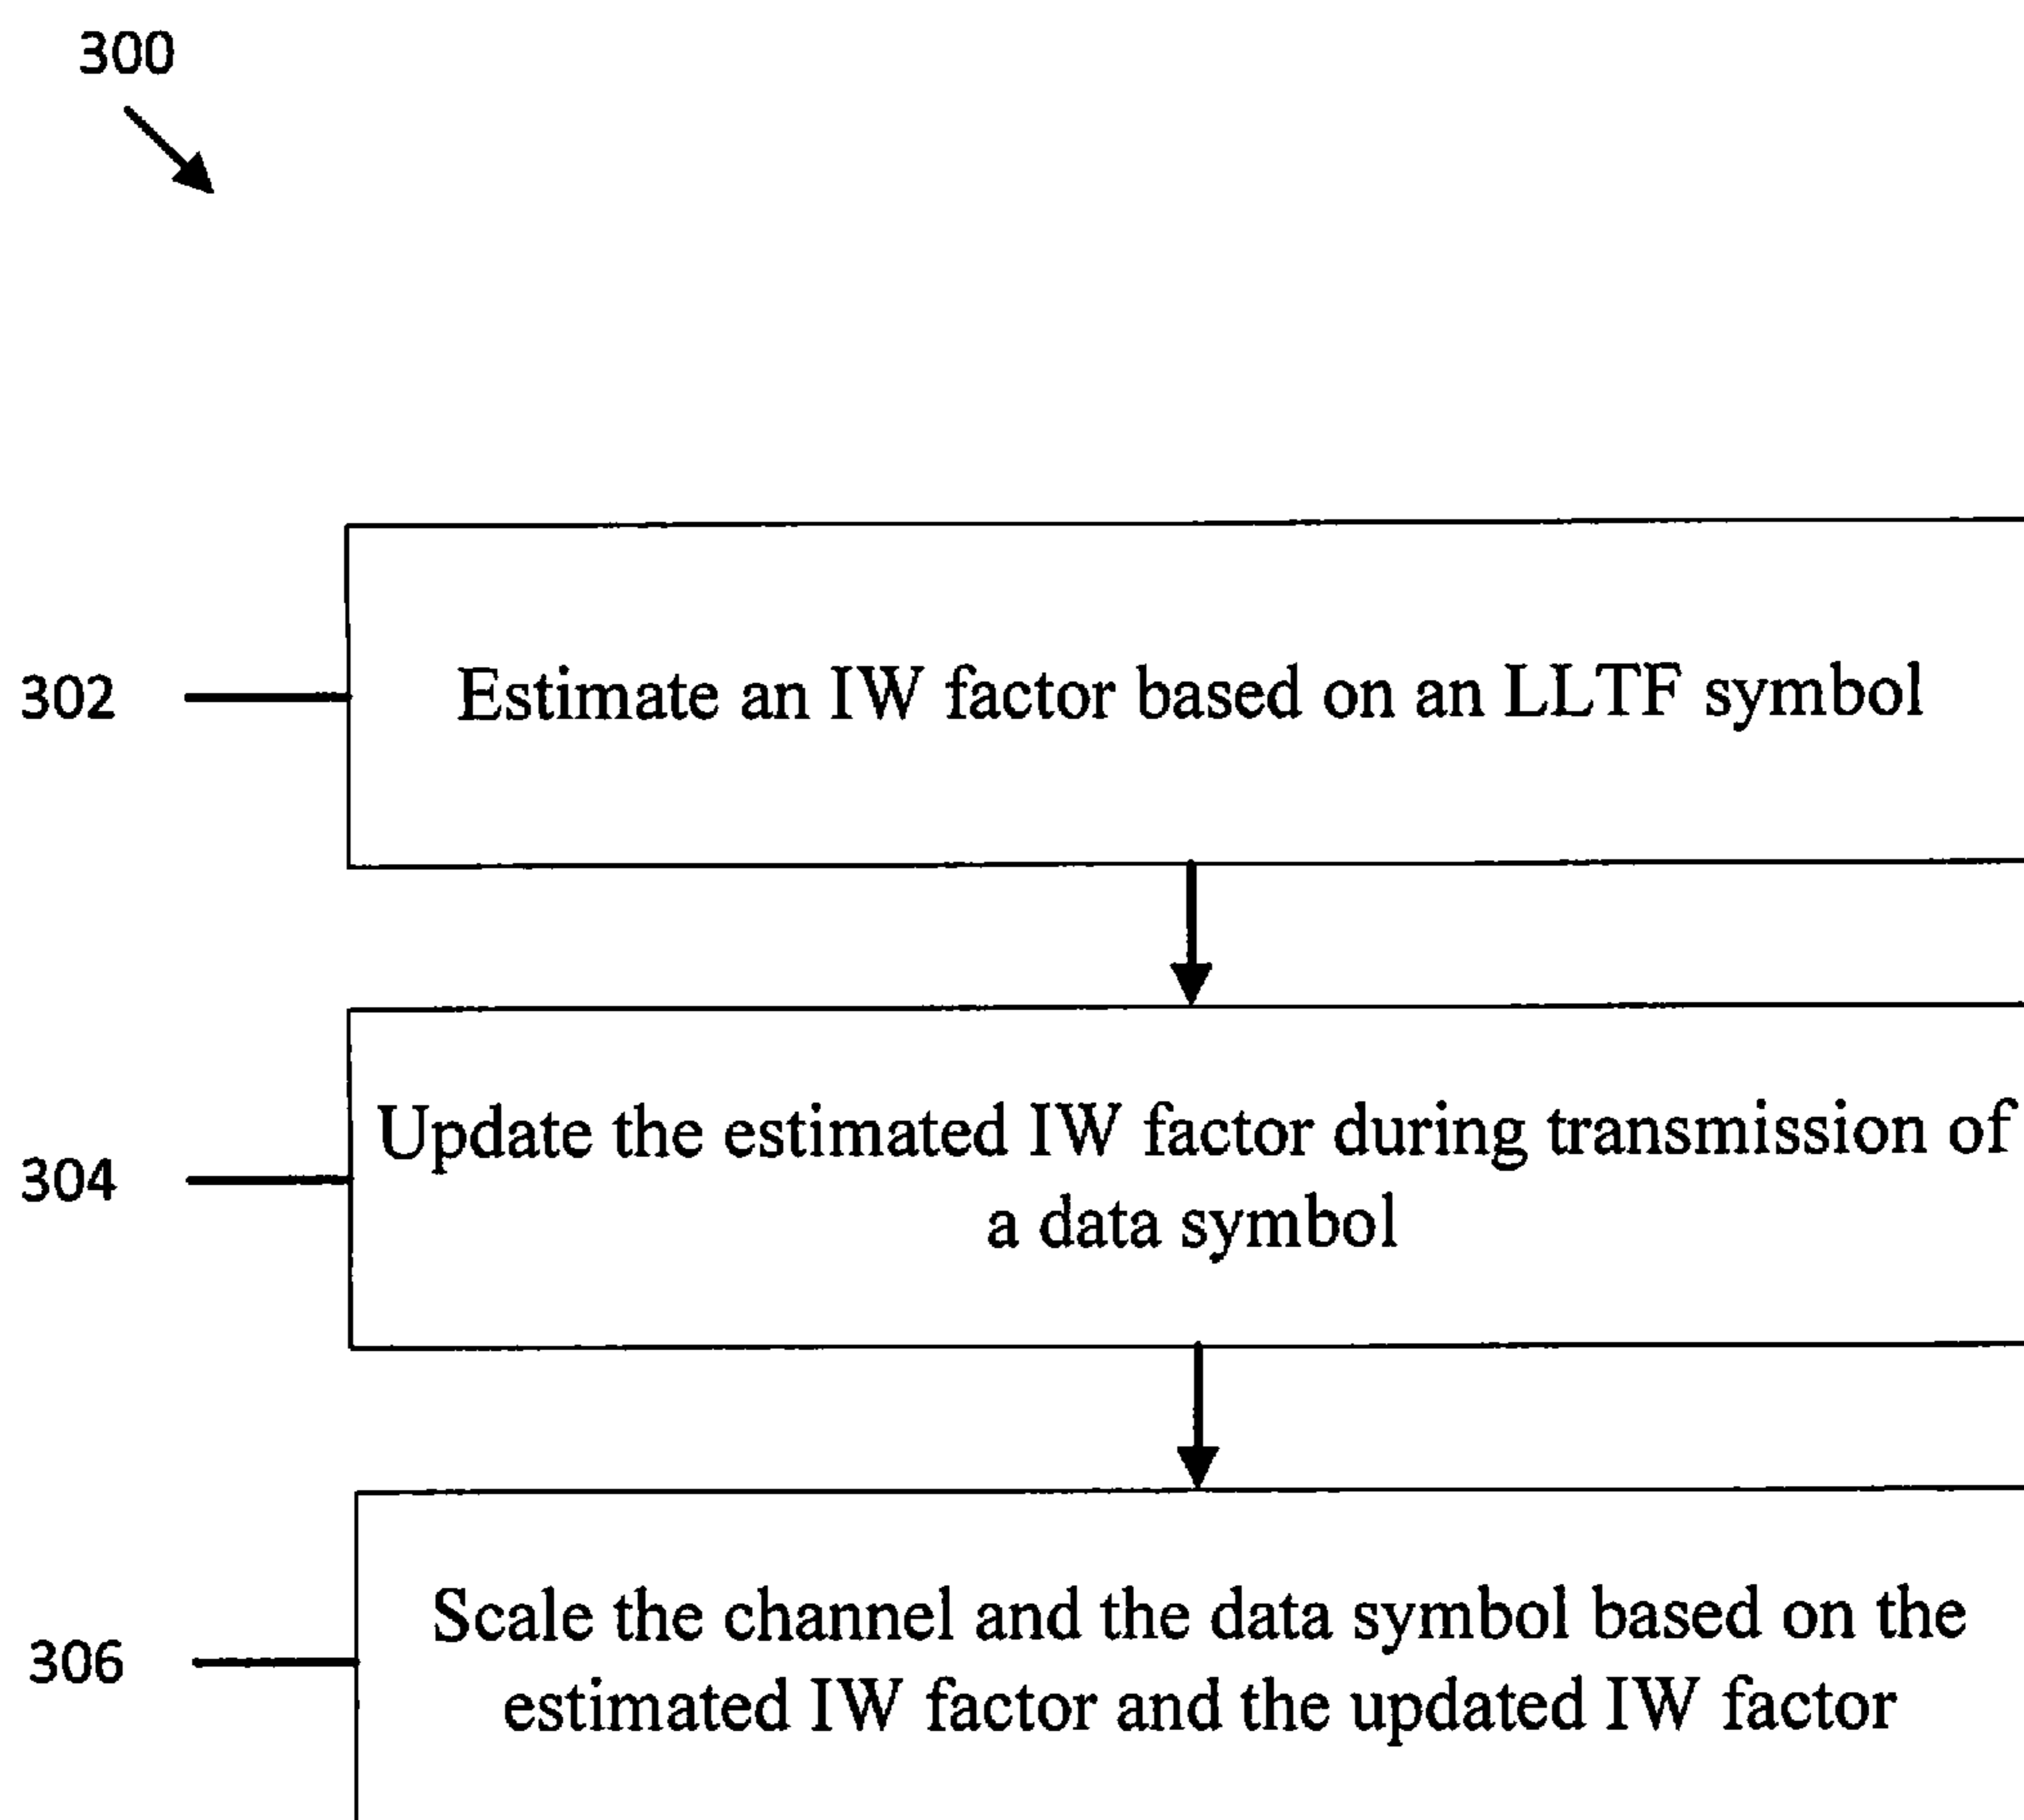 300
302
Estimate an IW factor based on an LLTF symbol
304
Update the estimated IW factor during transmission of
a data symbol
306
Scale the channel and the data symbol based on the
estimated IW factor and the updated IW factor